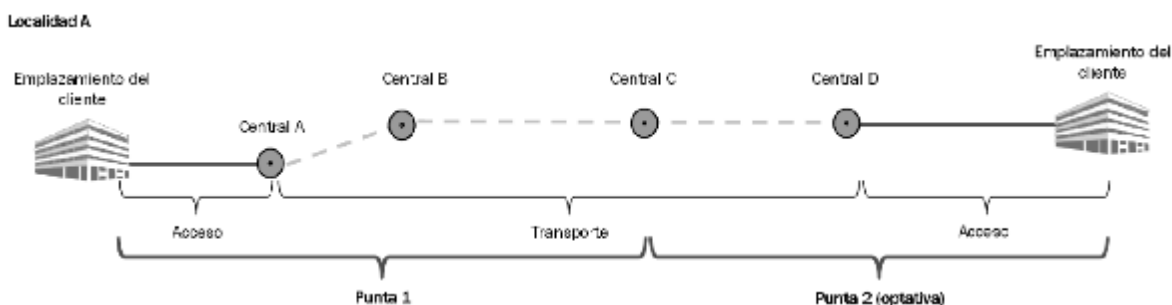 Localidad A
Emplazamiento del
cliente
Central A
Central B
Central C
Central D
Emplazamiento del
cliente
Acceso
Transporte
Acceso
Punta 1
Punta 2 (optativa)